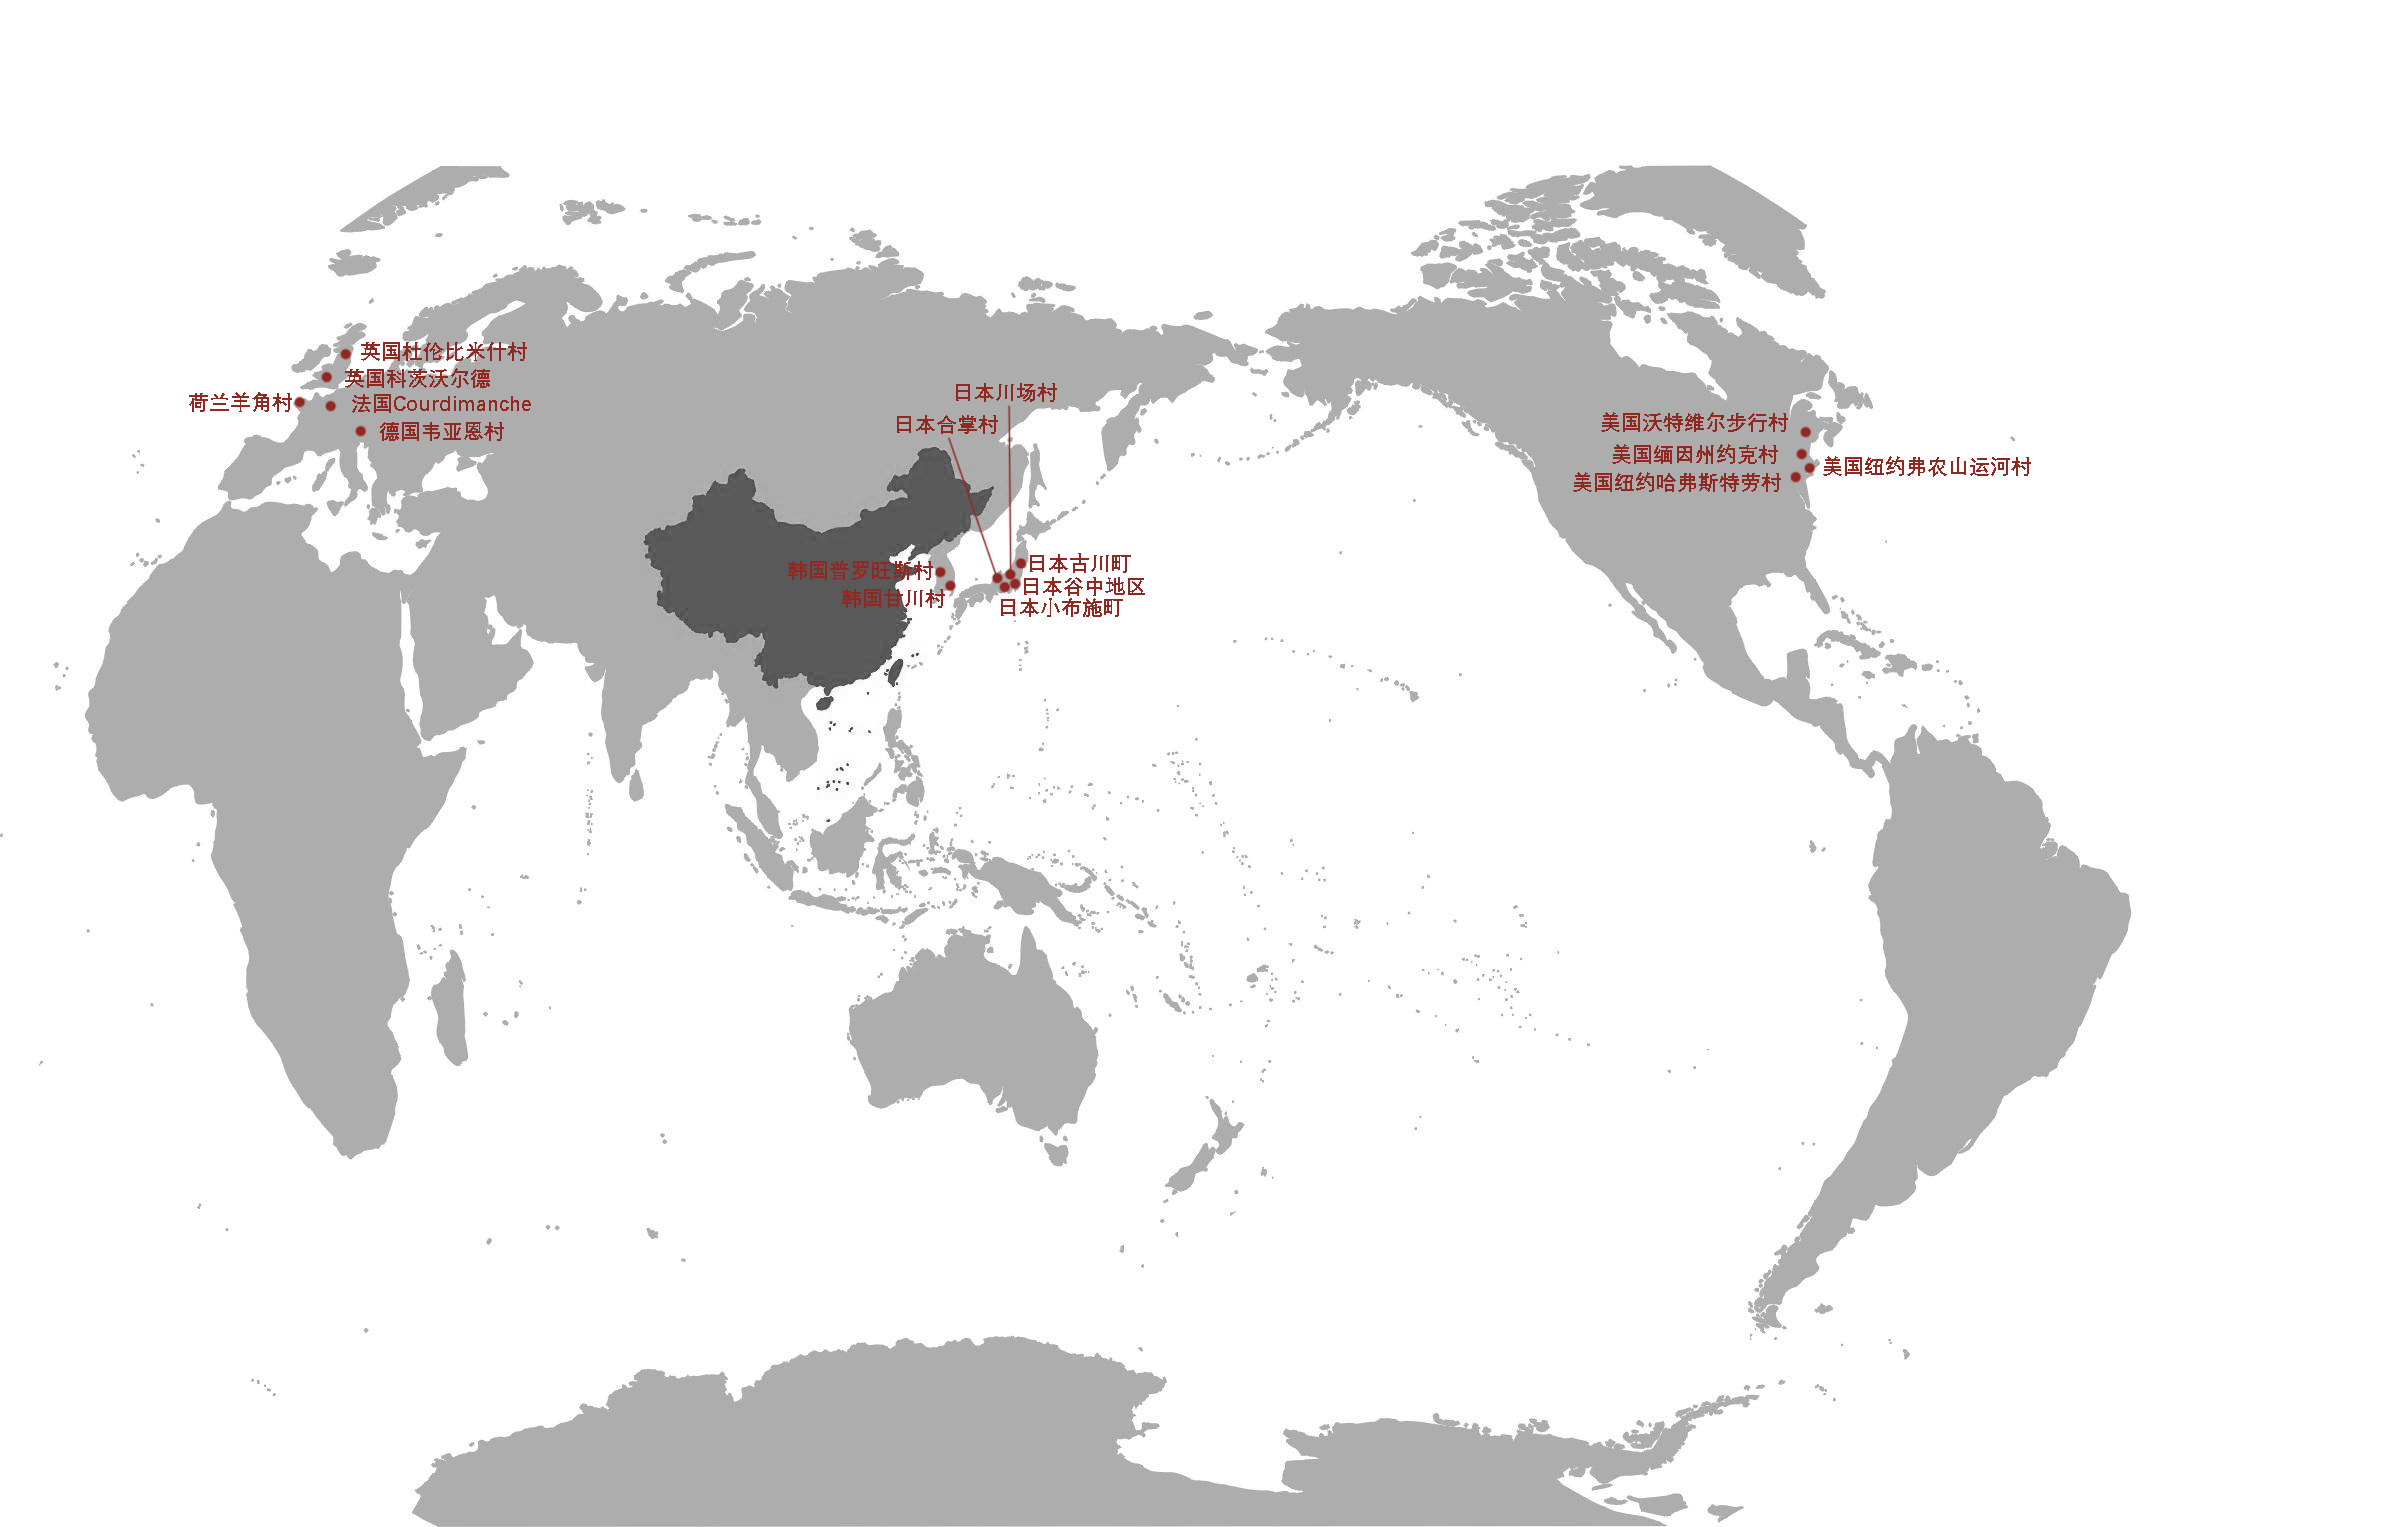 英国杜伦比米什村
英国科茨沃尔德
荷兰羊角村
法国Courdimanche
德国韦亚恩村
日本川场村
日本合掌村
韩国普罗旺斯村
韩国甘川村
日本古川町
日本谷中地区
日本小布施町
美国沃特维尔步行村
美国缅因州约克村
美国纽约弗农山运河村
美国纽约哈弗斯特劳村